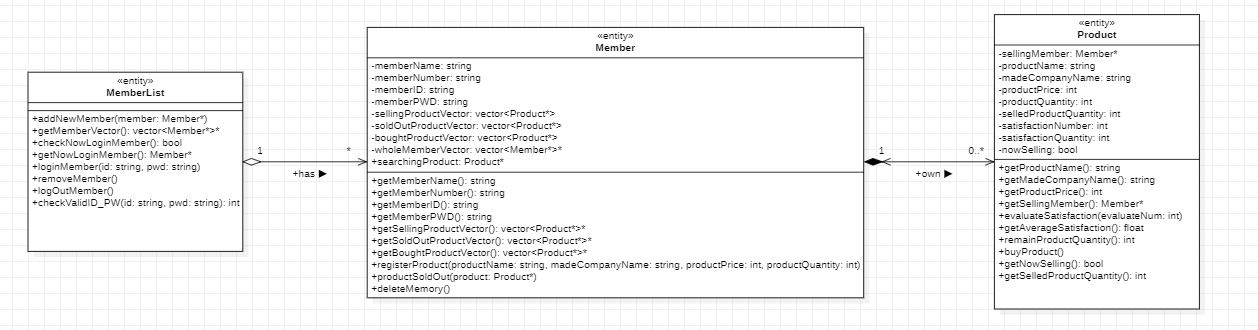 «entity»
MemberList
+addNewMember(member: Member*)
+getMemberVector(): vector<Member*>*
+checkNowLoginMember(): bool
+getNowLoginMember(): Member*
+loginMember(id: string, pwd: string)
+removeMember()
+logOutMember()
+checkValidID_PW(id: string, pwd: string): int
1
*
+has ▶
«entity»
Member
-memberName: string
-memberNumber: string
-memberID: string
-memberPWD: string
-sellingProductVector: vector<Product*>
-soldOutProductVector: vector<Product*>
-boughtProductVector: vector<Product*>
-wholeMemberVector: vector<Member*>*
+searchingProduct: Product*
+getMemberName(): string
+getMemberNumber(): string
+getMemberID(): string
+getMemberPWD(): string
+getSellingProductVector(): vector<Product*>*
+getSoldOutProductVector(): vector<Product*>*
+getBoughtProductVector(): vector<Product*>*
+registerProduct(productName: string, madeCompanyName: string, productPrice: int, productQuantity: int)
+productSoldOut(product: Product*)
+deleteMemory()
1
0..*
+own ▶
«entity»
Product
-sellingMember: Member*
-productName: string
-madeCompanyName: string
-productPrice: int
-productQuantity: int
-selledProductQuantity: int
-satisfactionNumber: int
-satisfactionQuantity: int
-nowSelling: bool
+getProductName(): string
+getMadeCompanyName(): string
+getProductPrice(): int
+getSellingMember(): Member*
+evaluateSatisfaction(evaluateNum: int)
+getAverageSatisfaction(): float
+remainProductQuantity(): int
+buyProduct()
+getNowSelling(): bool
+getSelledProductQuantity(): int